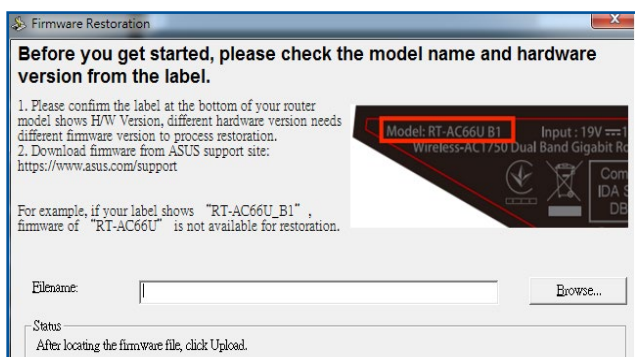 Firmware Restoration
Before you get started, please check the model name and hardware
version from the label.
1. Please confirm the label at the bottom of your router
model shows H/W Version, different hardware version needs
different firmware version to process restoration.
2. Download firmware from ASUS support site:
https://www.asus.com/support
For example, if your label shows “RT-AC66U_B1”,
firmware of “RT-AC66U” is not available for restoration.
Model: RT-AC66U B1 Input : 19V
Wireless-AC1750 Dual Band Gigabit Ro
Com
IDA S
DB
Filename:
Browse...
Status
After locating the firmware file, click Upload.